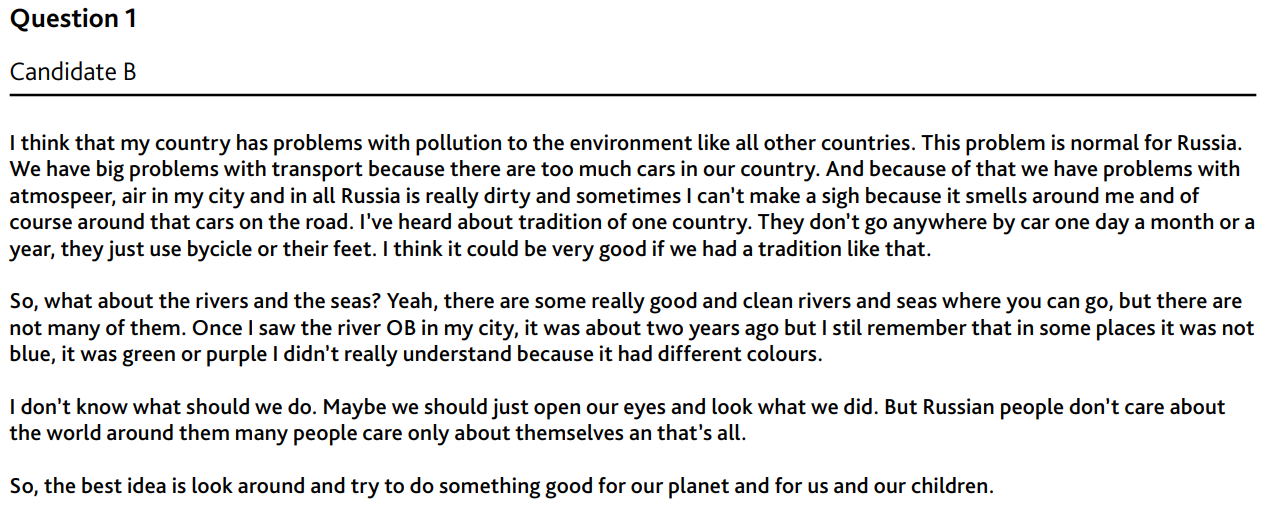 Question 1
Candidate B
I think that my country has problems with pollution to the environment like all other countries. This problem is normal for Russia.
We have big problems with transport because there are too much cars in our country. And because of that we have problems with
atmospeer, air in my city and in all Russia is really dirty and sometimes I can't make a sigh because it smells around me and of
course around that cars on the road. I've heard about tradition of one country. They don't go anywhere by car one day a month or a
year, they just use bycicle or their feet. I think it could be very good if we had a tradition like that.
So, what about the rivers and the seas? Yeah, there are some really good and clean rivers and seas where you can go, but there are
not many of them. Once I saw the river OB in my city, it was about two years ago but I stil remember that in some places it was not
blue, it was green or purple I didn't really understand because it had different colours.
I don't know what should we do. Maybe we should just open our eyes and look what we did. But Russian people don't care about
the world around them many people care only about themselves an that's all.
So, the best idea is look around and try to do something good for our planet and for us and our children.